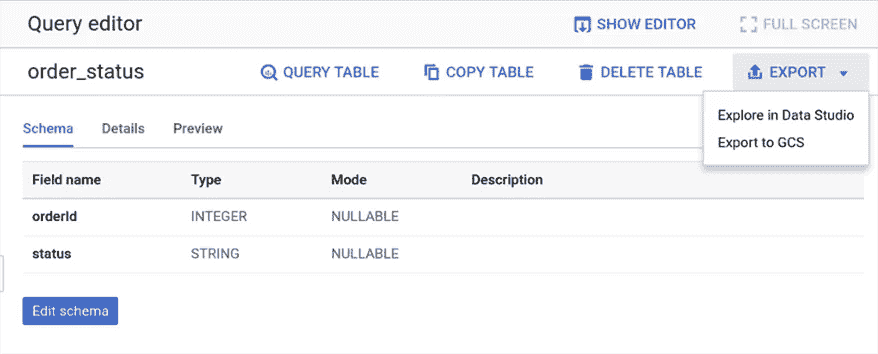 Query editor SHOW EDITOR FULL SCREEN
order_status QUERY TABLE COPY TABLE DELETE TABLE EXPORT
Explore in Data Studio
Export to GCS
Schema Details Preview
Field name Type Mode Description
orderId INTEGER NULLABLE
status STRING NULLABLE
Edit schema